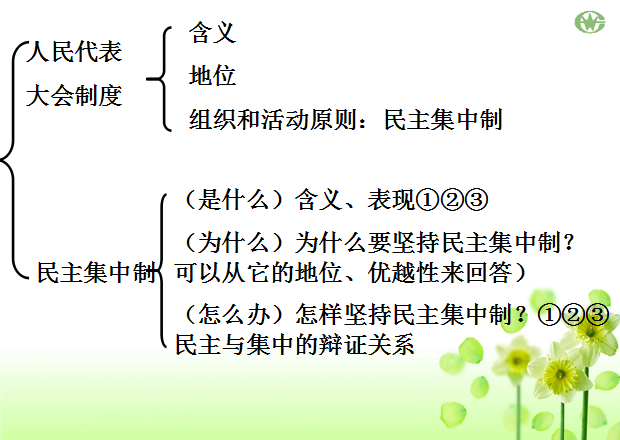 人民代表
大会制度
含义
地位
组织和活动原则：民主集中制
民主集中制
（是什么）含义、表现①②③
（为什么）为什么要坚持民主集中制？
可以从它的地位、优越性来回答）
（怎么办）怎样坚持民主集中制？①②③
民主与集中的辩证关系